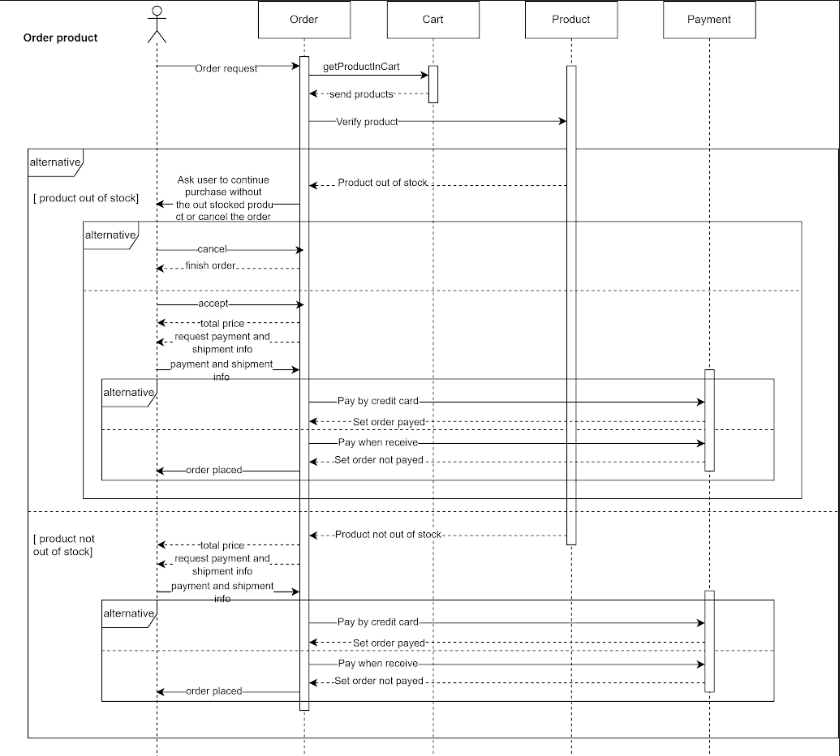 Order
Cart
Product
Payment
Order product
Order request
getProductInCart
send products
Verify product
alternative
Product out of stock
[ product out of stock]
Ask user to continue
purchase without
the out stocked produ
ct or cancel the order
alternative
cancel
finish order
accept
total price
request payment and
shipment info
payment and shipment
info
alternative
Pay by credit card
Set order payed
Pay when receive
Set order not payed
order placed
[ product not
out of stock]
Product not out of stock
total price
request payment and
shipment info
payment and shipment
info
alternative
Pay by credit card
Set order payed
Pay when receive
Set order not payed
order placed